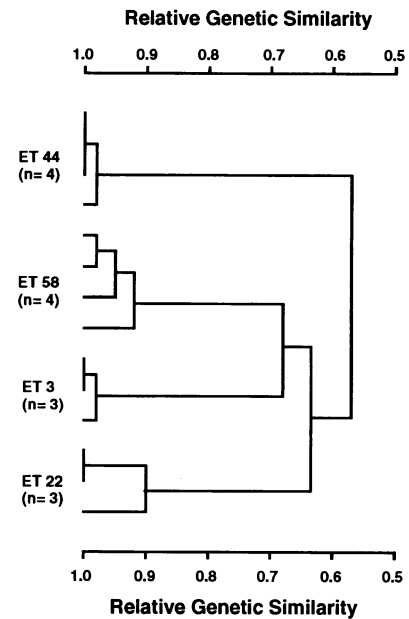 Relative Genetic Similarity
1.0 0.9 0.8 0.7 0.6 0.5
ET 44
(n= 4)
ET 58
(n= 4)
ET 3
(n= 3)
ET 22
(n= 3)
1.0 0.9 0.8 0.7 0.6 0.5
Relative Genetic Similarity